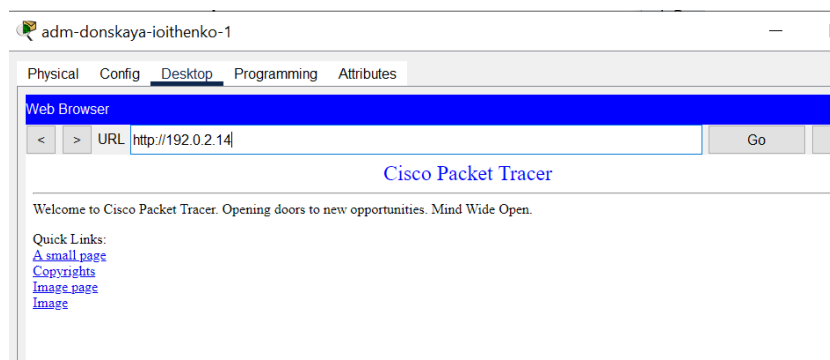 adm-donskaya-ioithenko-1
Physical Config Desktop Programming Attributes
Web Browser
< > URL http://192.0.2.14 Go
Cisco Packet Tracer
Welcome to Cisco Packet Tracer. Opening doors to new opportunities. Mind Wide Open.
Quick Links:
A small page
Copyrights
Image page
Image